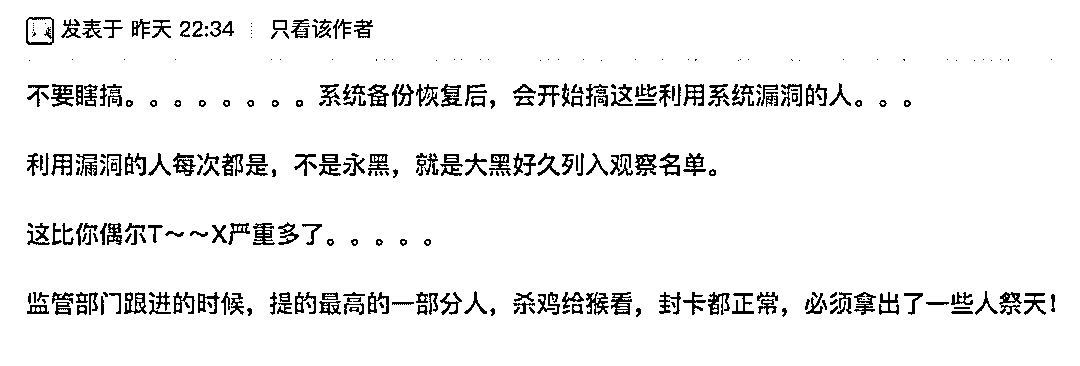 发表于 昨天 22:34 只看该作者
不要瞎搞。。。。。。。。系统备份恢复后，会开始搞这些利用系统漏洞的人。。。
利用漏洞的人每次都是，不是永黑，就是大黑好久列入观察名单。
这比你偶尔T～～X严重多了。。。。。
监管部门跟进的时候，提的最高的一部分人，杀鸡给猴看，封卡都正常，必须拿出了一些人祭天！